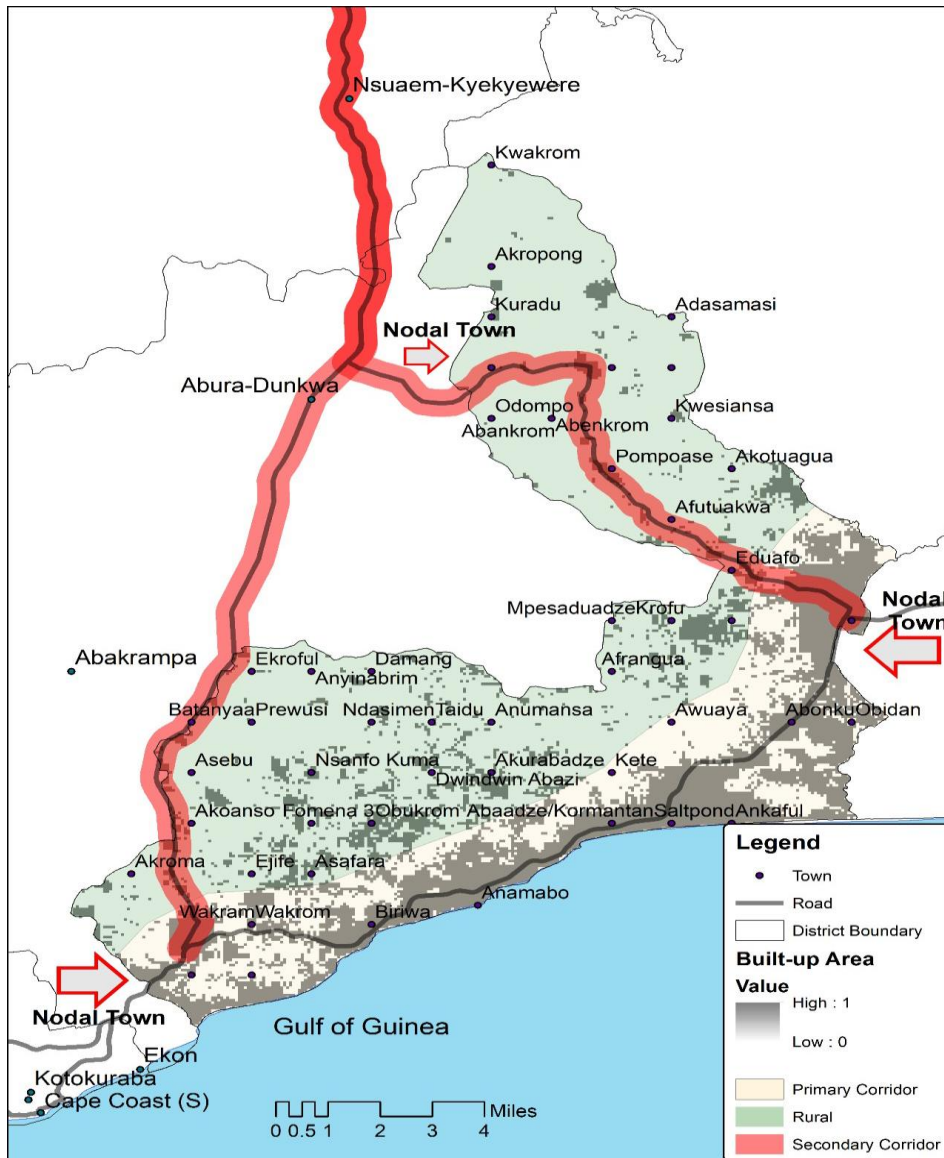 Nsuaem-Kyekyewere
Kwakrom
Akropong
Kuradu
Adasamasi
Nodal Town
Abura-Dunkwa
Odompo
Kwesiansa
Abankrom
Abenkrom
Pompoase
Akotuagua
Afutuakwa
Eduafo
Nodal
Town
MpesaduadzeKrofu
Abakrampa
Ekroful
Damang
Afrangua
Anyinabrim
BatanyaaPrewusi
NdasimenTaidu
Anumansa
Awuaya
AbonkuObidan
Asebu
Nsanfo Kuma
Akurabadze
Kete
Dwindwin Abazi
Akoanso
Fomena 3Obukrom
Abaadze/KormantanSaltpond
Ankaful
Akroma
Ejife
Asafara
Anamabo
WakramWakrom
Biriwa
Nodal Town
Gulf of Guinea
Ekon
Kotokuraba
Cape Coast (S)
Miles
0 0.5 1 2 3 4
Legend
Town
Road
District Boundary
Built-up Area
Value
High : 1
Low : 0
Primary Corridor
Rural
Secondary Corridor